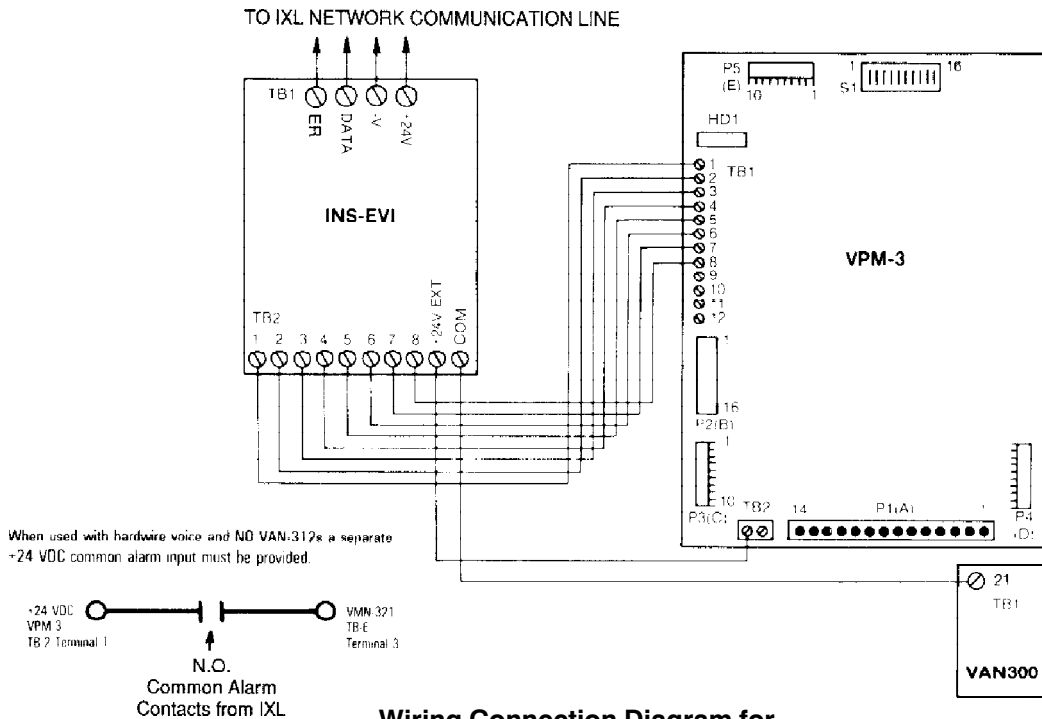 TO IXL NETWORK COMMUNICATION LINE
TB1
ER
DATA
-V
+24V
INS-EVI
TB2
1 2 3 4 5 6 7 8 +24V EXT COM
P5
(E)
10 1
S1
1 16
HD1
TB1
1
2
3
4
5
6
7
8
9
10
11
12
VPM-3
1
16
P2(B)
1
10
P3(C)
TB2
14 P1(A) 1
P4
(D)
21
TB1
VAN300
When used with hardwire voice and NO VAN-312s a separate
+24 VDC common alarm input must be provided.
+24 VDC
VPM 3
TB 2 Terminal 1
VMN-321
TB-E
Terminal 3
N.O.
Common Alarm
Contacts from IXL
Wiring Connection Diagram for